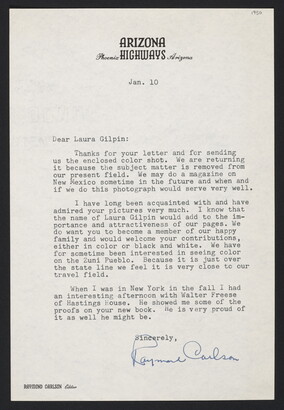 1950
ARIZONA
Phoenix HIGHWAYS Arizona
Jan. 10
Dear Laura Gilpin:
Thanks for your letter and for sending
us the enclosed color shot. We are returning
it because the subject matter is removed from
our present field. We may do a magazine on
New Mexico sometime in the future and when and
if we do this photograph would serve very well.
I have long been acquainted with and have
admired your pictures very much. I know that
the name of Laura Gilpin would add to the im-
portance and attractiveness of our pages. We
do want you to become a member of our happy
family and would welcome your contributions,
either in color or black and white. We have
for sometime been interested in seeing color
on the Zuni Pueblo. Because it is just over
the state line we feel it is very close to our
travel field.
When I was in New York in the fall I had
an interesting afternoon with Walter Freese
of Hastings House. He showed me some of the
proofs on your new book. He is very proud of
it as well he might be.
Sincerely,
Raymond Carlson
RAYMOND CARLSON Editor